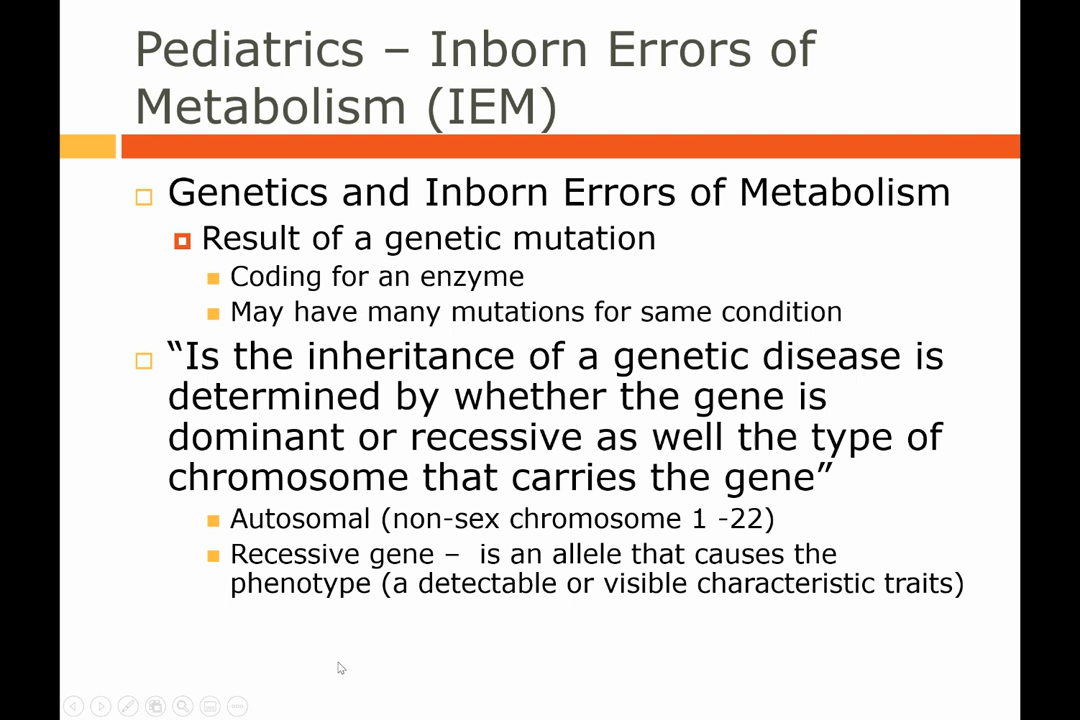 Pediatrics – Inborn Errors of
Metabolism (IEM)
Genetics and Inborn Errors of Metabolism
Result of a genetic mutation
Coding for an enzyme
May have many mutations for same condition
“Is the inheritance of a genetic disease is
determined by whether the gene is
dominant or recessive as well the type of
chromosome that carries the gene”
Autosomal (non-sex chromosome 1 -22)
Recessive gene – is an allele that causes the
phenotype (a detectable or visible characteristic traits)